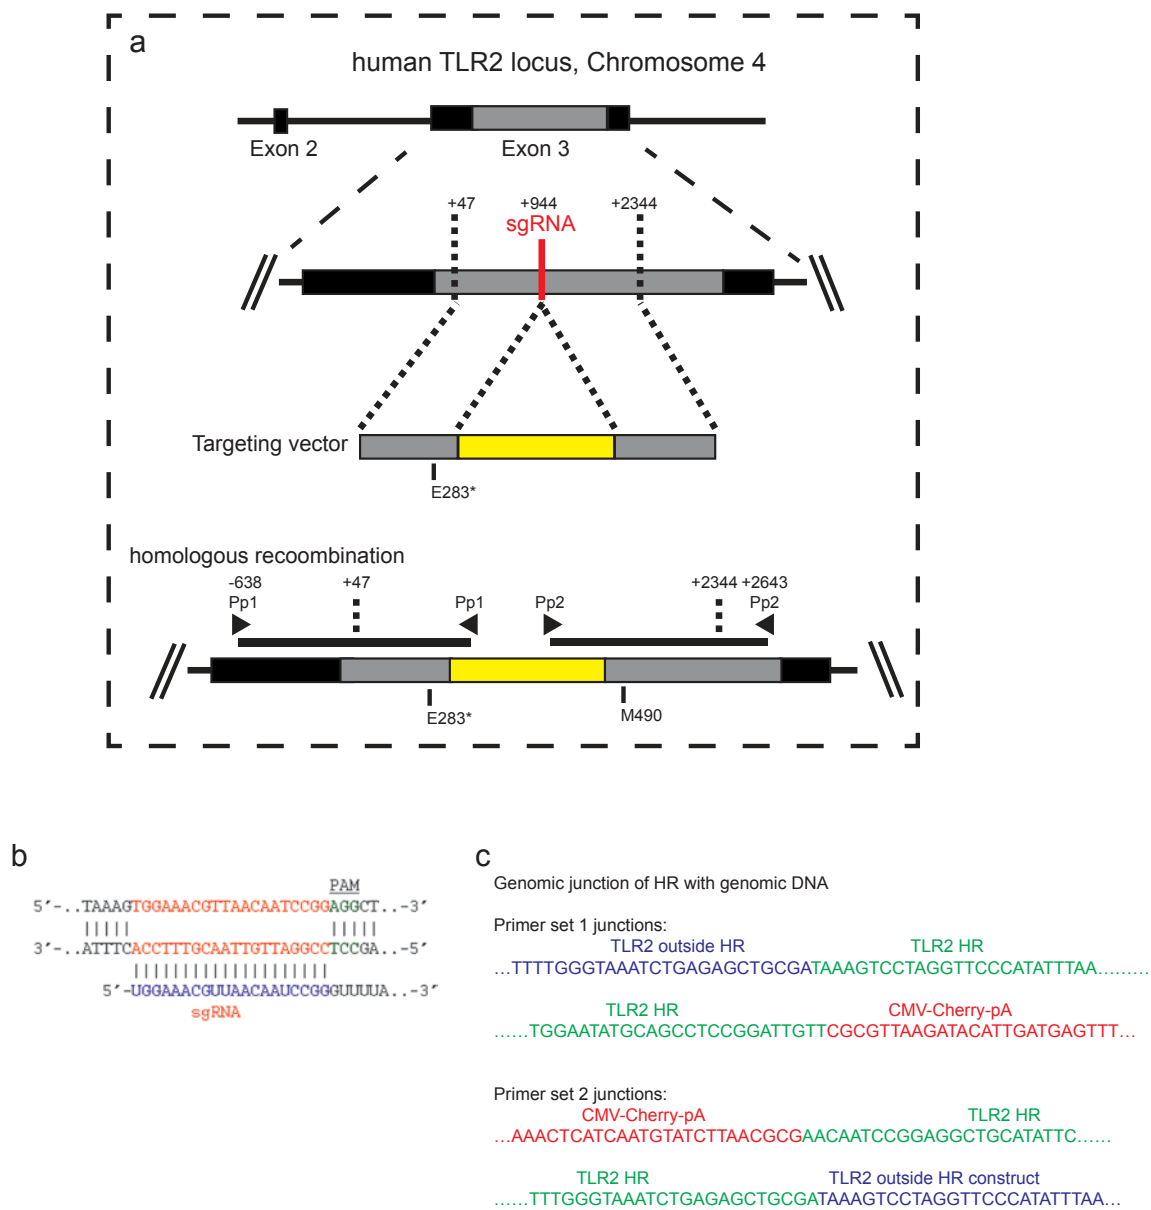 a
human TLR2 locus, Chromosome 4
Exon 2
Exon 3
+47
+944
+2344
sgRNA
Targeting vector
E283*
homologous recoombination
-638
+47
+2344 +2643
Pp1
Pp1
Pp2
Pp2
E283*
M490
b
PAM
5´-..TAAAGTGGAAACGTTAACAATCCGGAGGCT..-3´
3´-..ATTTCACCTTTGCAATTGTTAGGCCTCCGA..-5´
5´-UGGAAACGUUAACAAUCCGGGUUUUA..-3´
sgRNA
c
Genomic junction of HR with genomic DNA
Primer set 1 junctions:
TLR2 outside HR TLR2 HR
...TTTTGGGTAAATCTGAGAGCTGCGATAAAGTCCTAGGTTCCCATATTTAA.........
TLR2 HR CMV-Cherry-pA
......TGGAATATGCAGCCTCCGGATTGTTCGCGTTAAGATACATTGATGAGTTT...
Primer set 2 junctions:
CMV-Cherry-pA TLR2 HR
...AAACTCATCAATGTATCTTAACGCGAACAATCCGGAGGCTGCATATTC......
TLR2 HR TLR2 outside HR construct
......TTTGGGTAAATCTGAGAGCTGCGATAAAGTCCTAGGTTCCCATATTTAA...